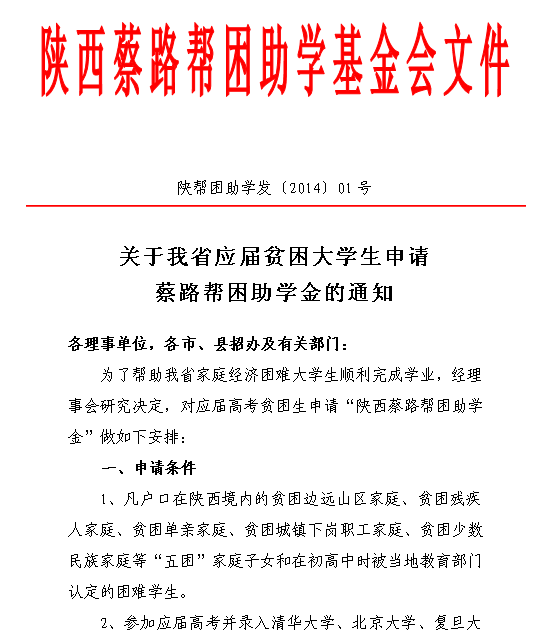 陕西蔡路帮困助学基金会文件
陕帮困助学发〔2014〕01 号
关于我省应届贫困大学生申请
蔡路帮困助学金的通知
各理事单位，各市、县招办及有关部门：
为了帮助我省家庭经济困难大学生顺利完成学业，经理
事会研究决定，对应届高考贫困生申请“陕西蔡路帮困助学
金”做如下安排：
一、申请条件
1、凡户口在陕西境内的贫困边远山区家庭、贫困残疾
人家庭、贫困单亲家庭、贫困城镇下岗职工家庭、贫困少数
民族家庭等“五困”家庭子女和在初高中时被当地教育部门
认定的困难学生。
2、参加应届高考并录入清华大学、北京大学、复旦大